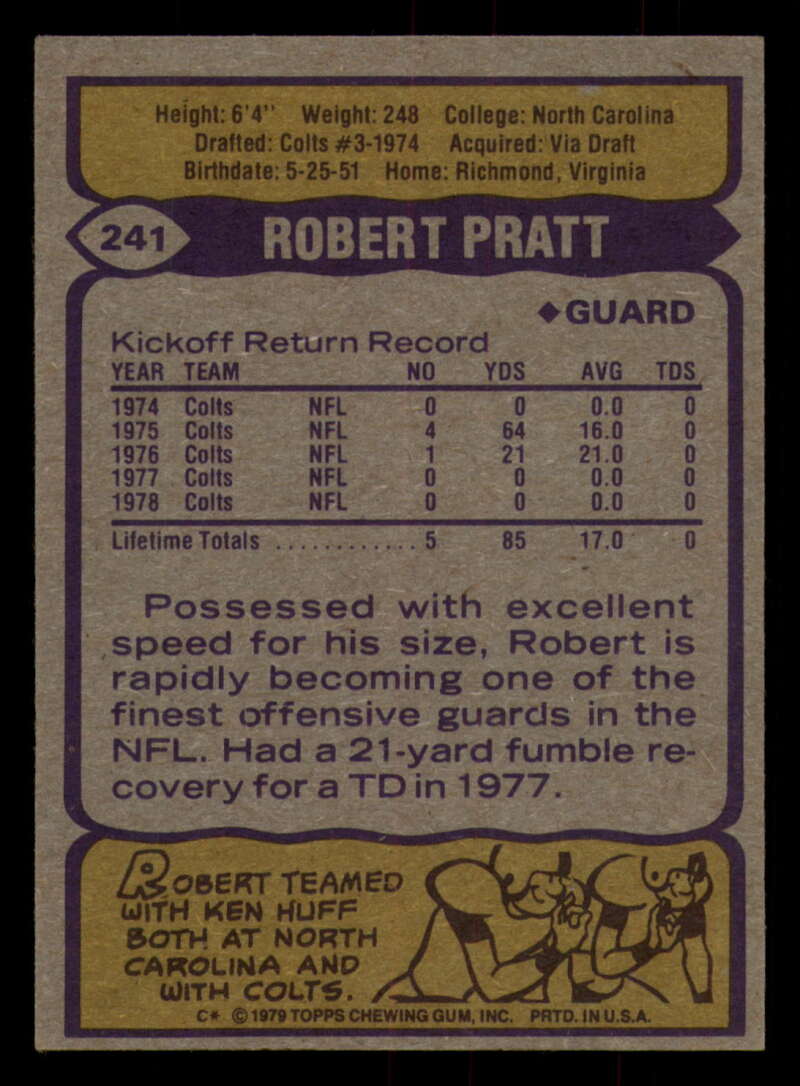 Height: 6'4" Weight: 248 College: North Carolina
Drafted: Colts #3-1974 Acquired: Via Draft
Birthdate: 5-25-51 Home: Richmond, Virginia
241 ROBERT PRATT
◆GUARD
Kickoff Return Record
YEAR TEAM NO YDS AVG TDS
1974 Colts NFL 0 0 0.0 0
1975 Colts NFL 4 64 16.0 0
1976 Colts NFL 1 21 21.0 0
1977 Colts NFL 0 0 0.0 0
1978 Colts NFL 0 0 0.0 0
Lifetime Totals ............ 5 85 17.0 0
Possessed with excellent
speed for his size, Robert is
rapidly becoming one of the
finest offensive guards in the
NFL. Had a 21-yard fumble re-
covery for a TD in 1977.
ROBERT TEAMED
WITH KEN HUFF
BOTH AT NORTH
CAROLINA AND
WITH COLTS.
C* © 1979 TOPPS CHEWING GUM, INC. PRTD. IN U.S.A.